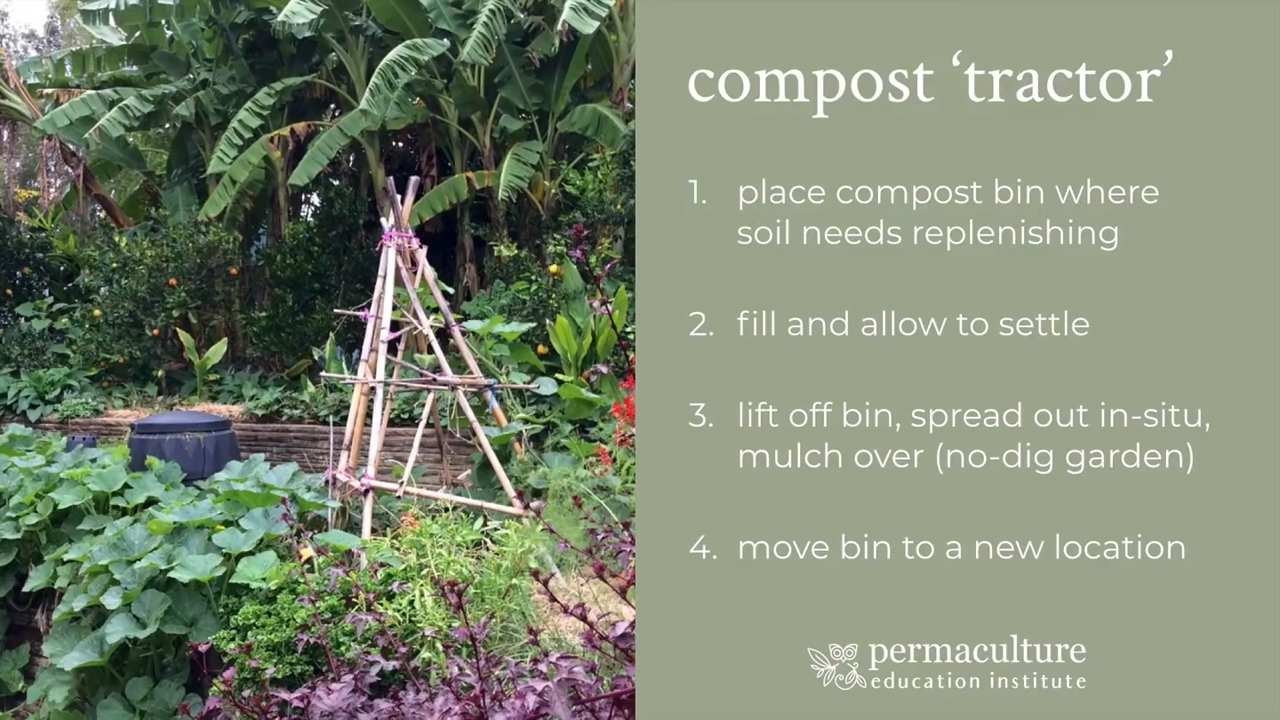 compost ‘tractor’
1. place compost bin where
soil needs replenishing
2. fill and allow to settle
3. lift off bin, spread out in-situ,
mulch over (no-dig garden)
4. move bin to a new location
permaculture
education institute